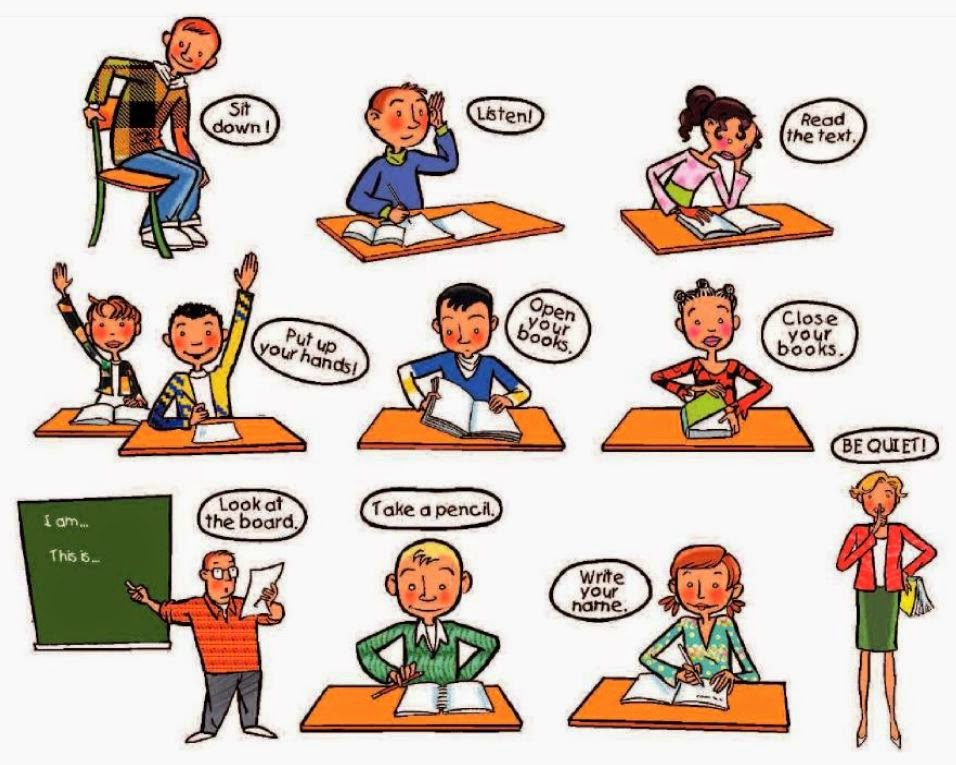 Sit
down!
Listen!
Read
the text.
Put up
your hands!
Open
your
books.
Close
your
books.
BE QUIET!
Look at
the board.
I am...
This is...
Take a pencil.
Write
your
name.